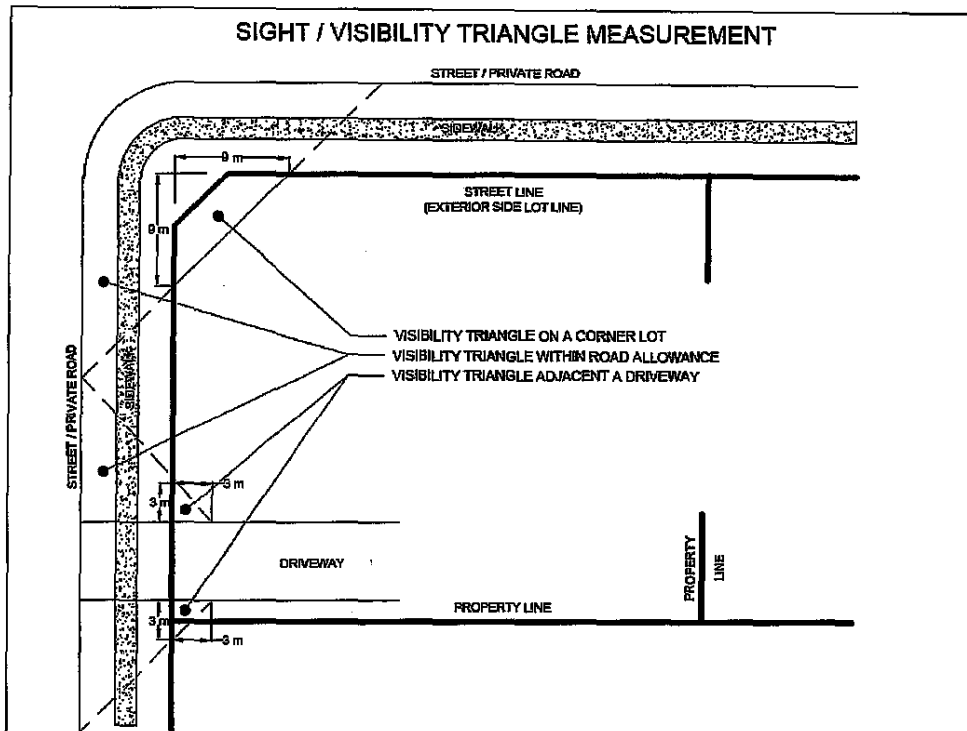 SIGHT / VISIBILITY TRIANGLE MEASUREMENT
STREET / PRIVATE ROAD
SIDEWALK
9 m
STREET LINE
(EXTERIOR SIDE LOT LINE)
9 m
VISIBILITY TRIANGLE ON A CORNER LOT
VISIBILITY TRIANGLE WITHIN ROAD ALLOWANCE
VISIBILITY TRIANGLE ADJACENT A DRIVEWAY
STREET / PRIVATE ROAD
SIDEWALK
3 m
3 m
DRIVEWAY
PROPERTY
LINE
PROPERTY LINE
3 m
3 m